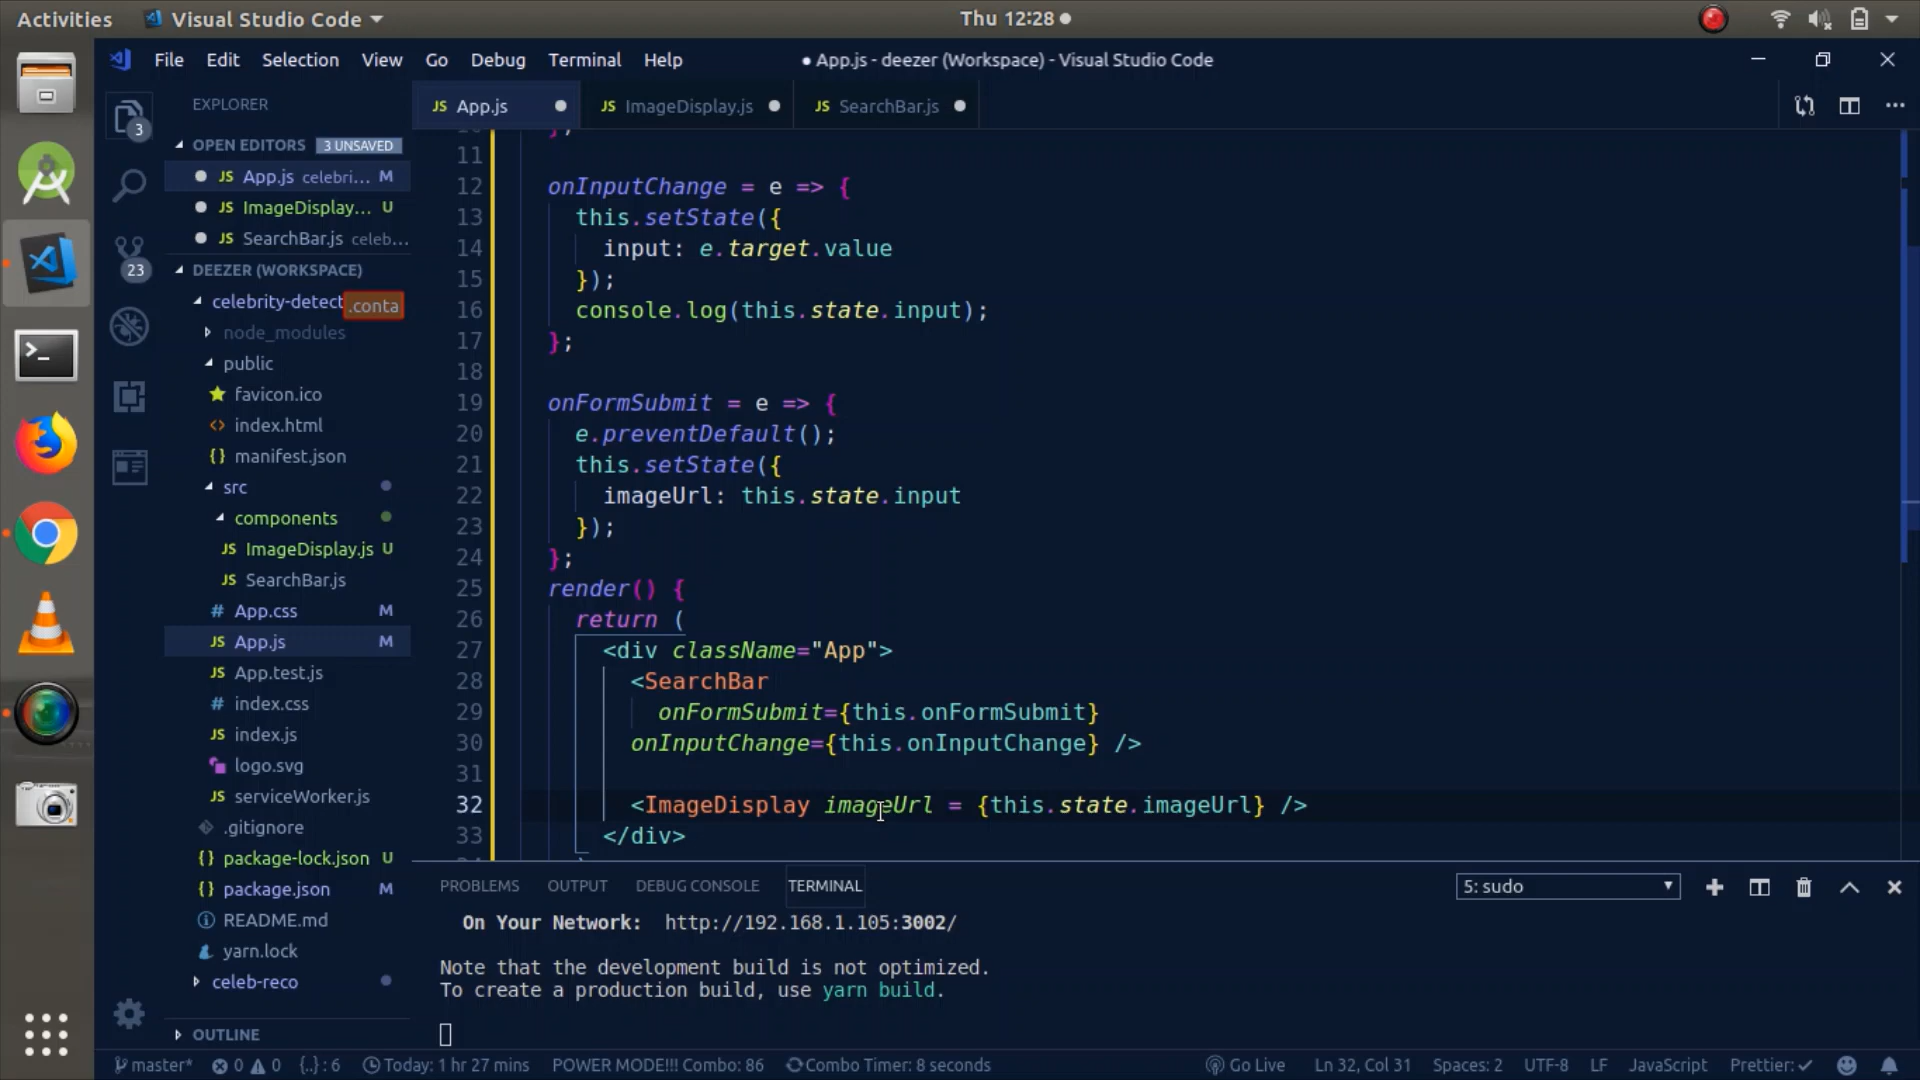 Activities
Visual Studio Code
Thu 12:28
File Edit Selection View Go Debug Terminal Help
● App.js - deezer (Workspace) - Visual Studio Code
EXPLORER
OPEN EDITORS 3 UNSAVED
JS App.js celebri... M
JS ImageDisplay... U
JS SearchBar.js celeb...
DEEZER (WORKSPACE)
celebrity-detect
.conta
node_modules
public
favicon.ico
<> index.html
{} manifest.json
src
components
JS ImageDisplay.js U
JS SearchBar.js
# App.css M
JS App.js M
JS App.test.js
# index.css
JS index.js
logo.svg
JS serviceWorker.js
.gitignore
{} package-lock.json U
{} package.json M
README.md
yarn.lock
celeb-reco
OUTLINE
3
23
JS App.js
JS ImageDisplay.js
JS SearchBar.js
11
12 onInputChange = e => {
13 this.setState({
14 input: e.target.value
15 });
16 console.log(this.state.input);
17 };
18
19 onFormSubmit = e => {
20 e.preventDefault();
21 this.setState({
22 imageUrl: this.state.input
23 });
24 };
25 render() {
26 return (
27 <div className="App">
28 <SearchBar
29 onFormSubmit={this.onFormSubmit}
30 onInputChange={this.onInputChange} />
31
32 <ImageDisplay imageUrl = {this.state.imageUrl} />
33 </div>
PROBLEMS OUTPUT DEBUG CONSOLE TERMINAL
5: sudo
On Your Network: http://192.168.1.105:3002/
Note that the development build is not optimized.
To create a production build, use yarn build.
master* 0 0 {..} : 6 Today: 1 hr 27 mins POWER MODE!!! Combo: 86 Combo Timer: 8 seconds Go Live Ln 32, Col 31 Spaces: 2 UTF-8 LF JavaScript Prettier: ✓